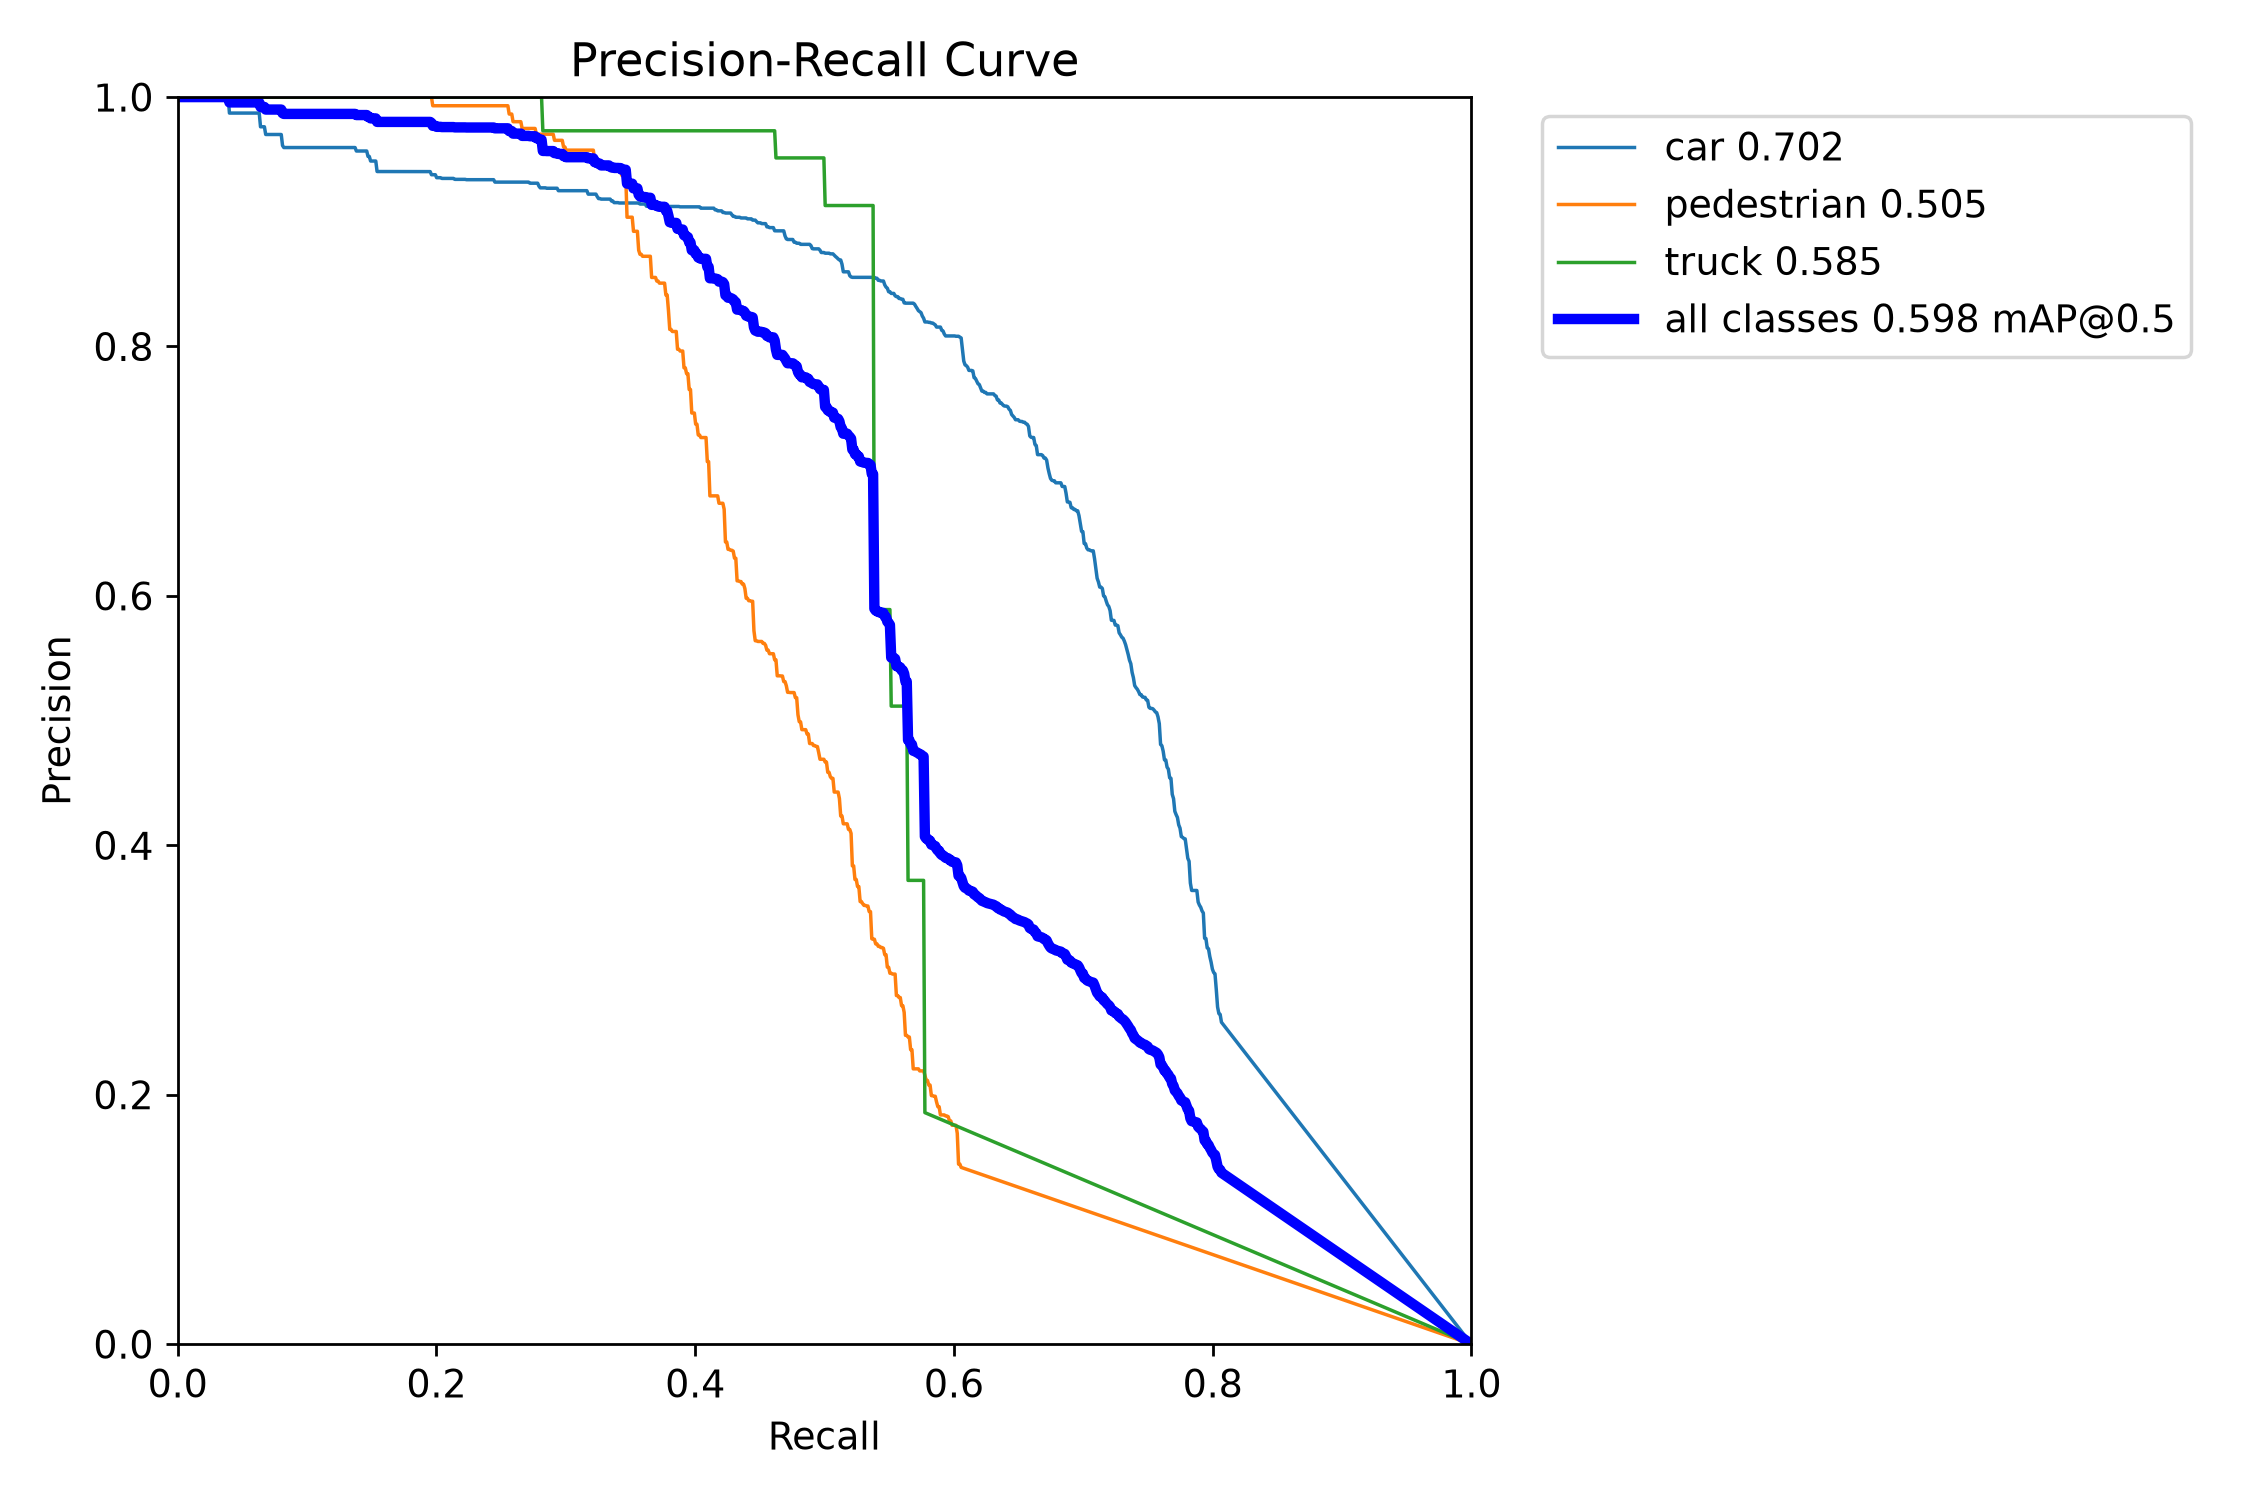 Precision-Recall Curve
1.0
0.8
0.6
0.4
0.2
0.0
Precision
0.0 0.2 0.4 0.6 0.8 1.0
Recall
car 0.702
pedestrian 0.505
truck 0.585
all classes 0.598 mAP@0.5